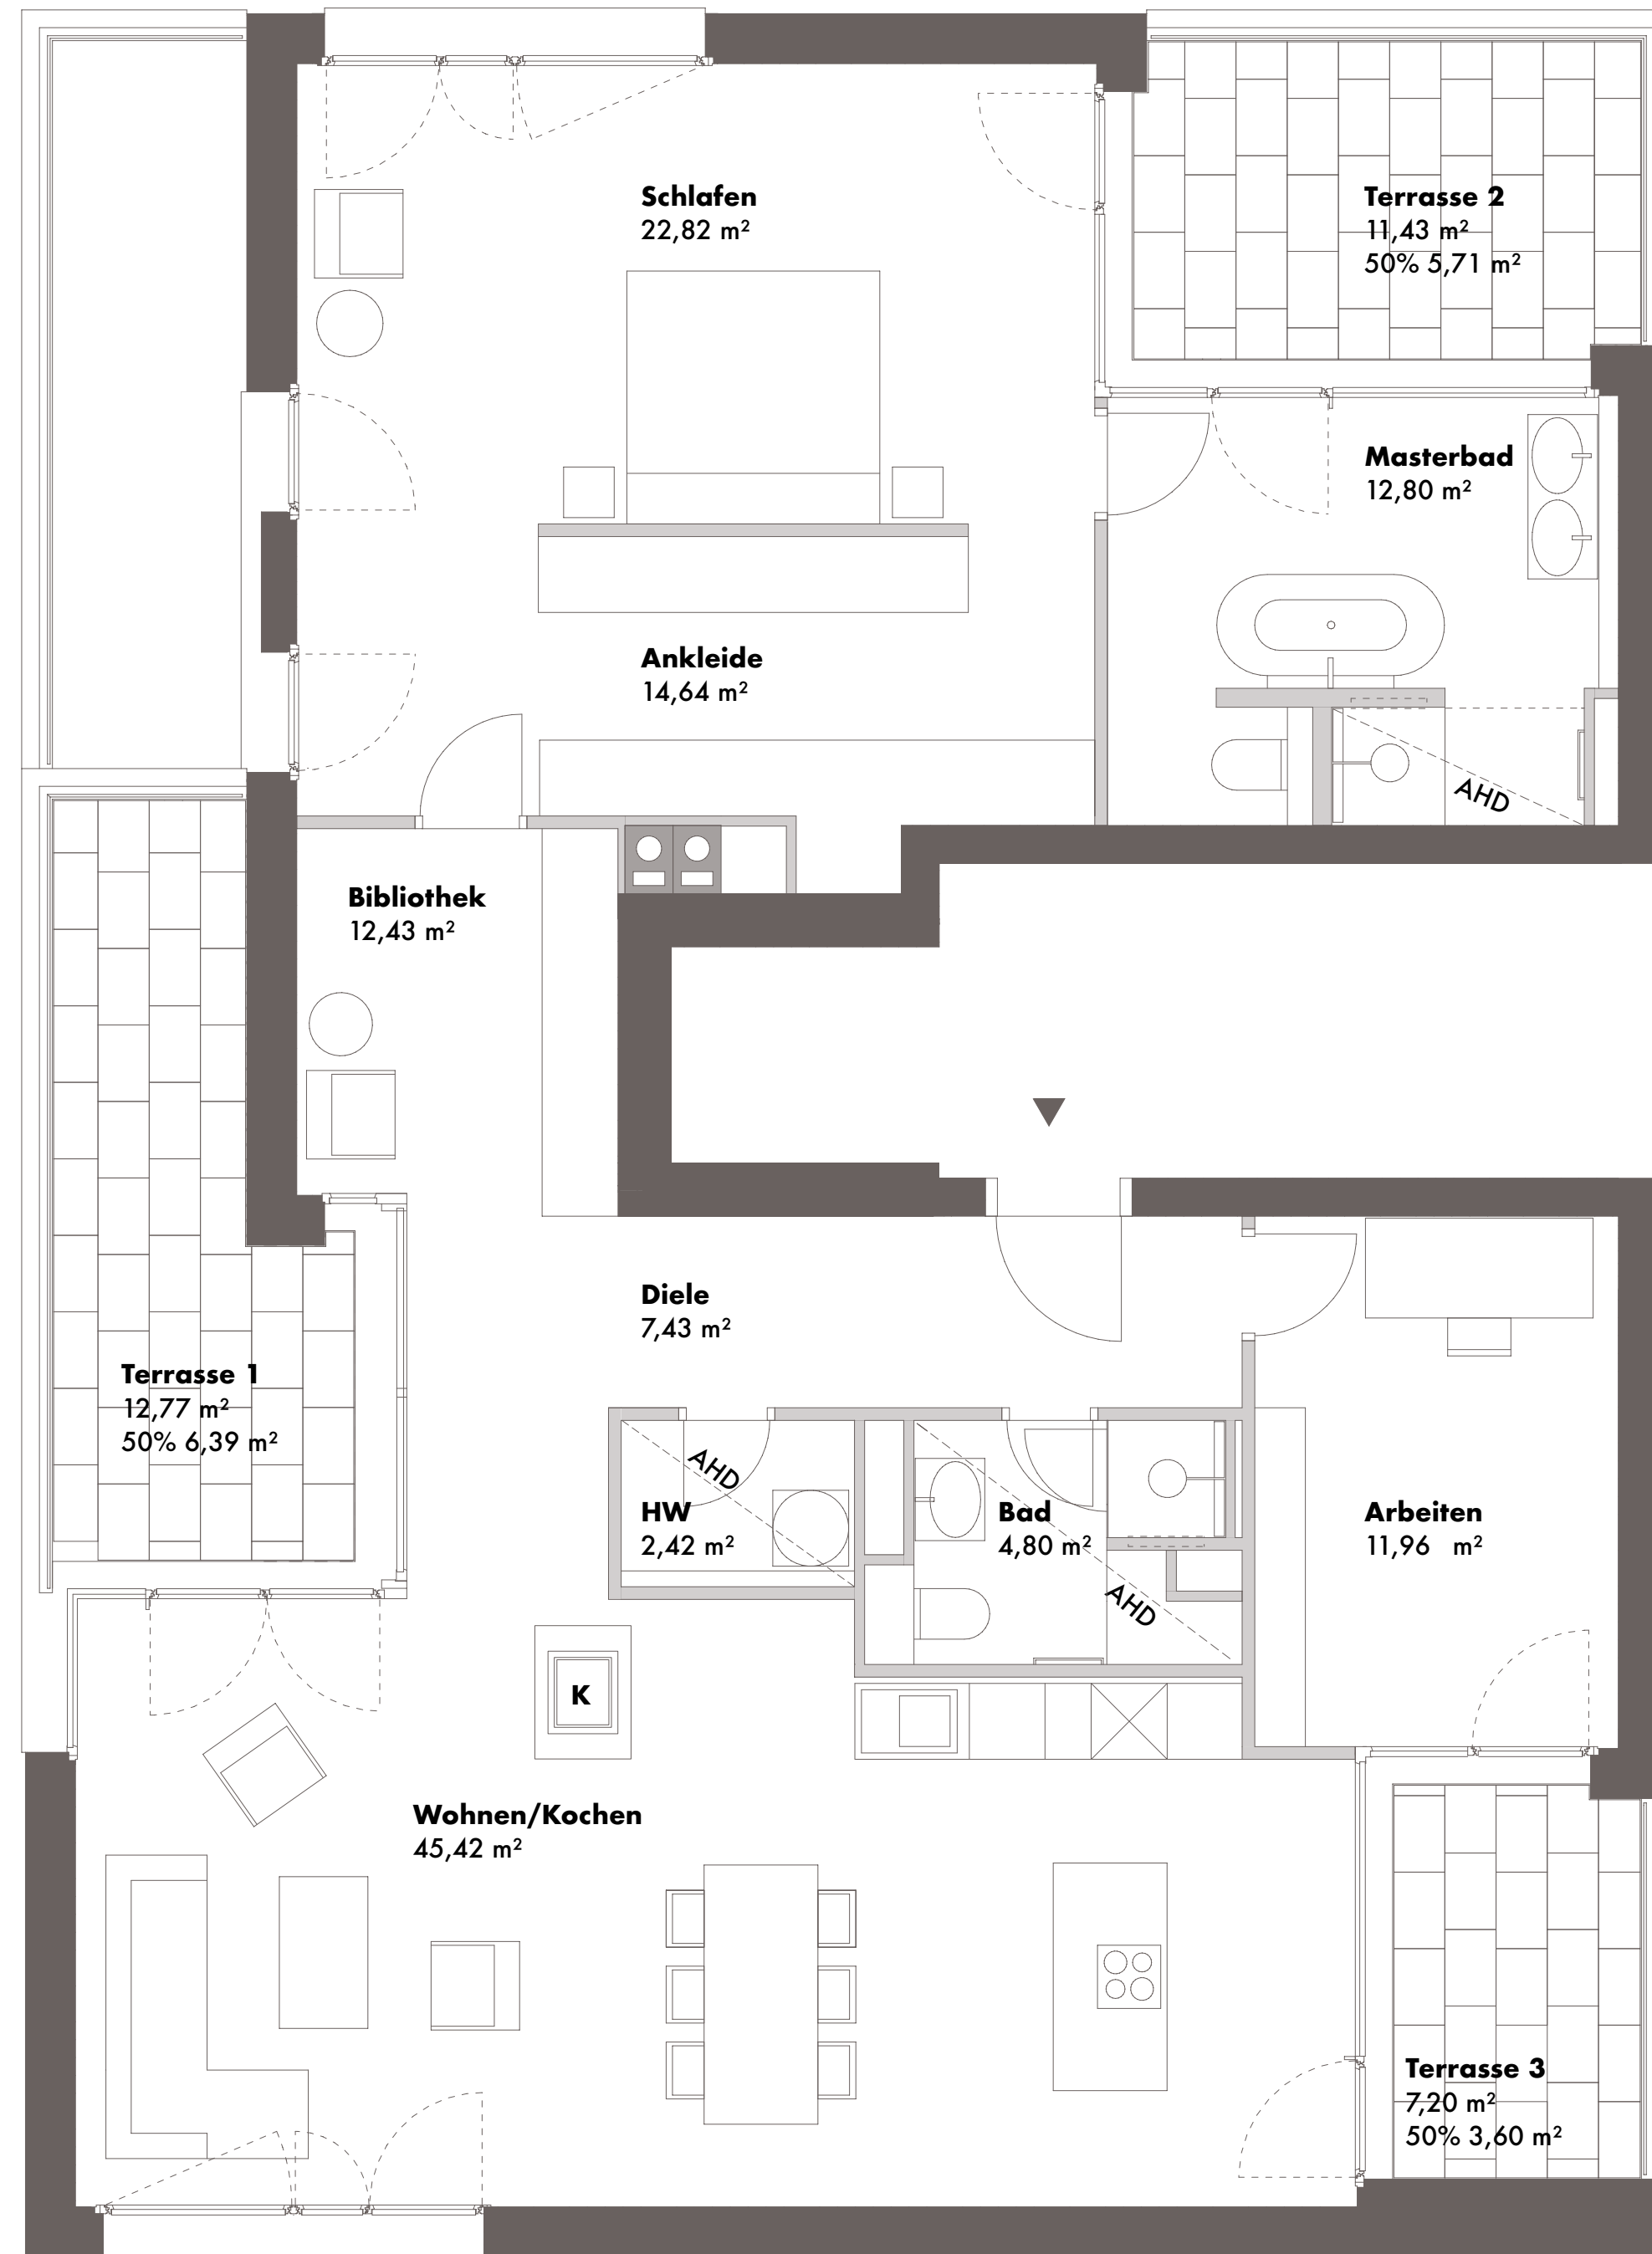 Schlafen
22,82 m²
Terrasse 2
11,43 m²
50% 5,71 m²
Masterbad
12,80 m²
Ankleide
14,64 m²
AHD
Bibliothek
12,43 m²
Diele
7,43 m²
Terrasse 1
12,77 m²
50% 6,39 m²
AHD
HW
2,42 m²
Bad
4,80 m²
AHD
Arbeiten
11,96 m²
K
Wohnen/Kochen
45,42 m²
Terrasse 3
7,20 m²
50% 3,60 m²